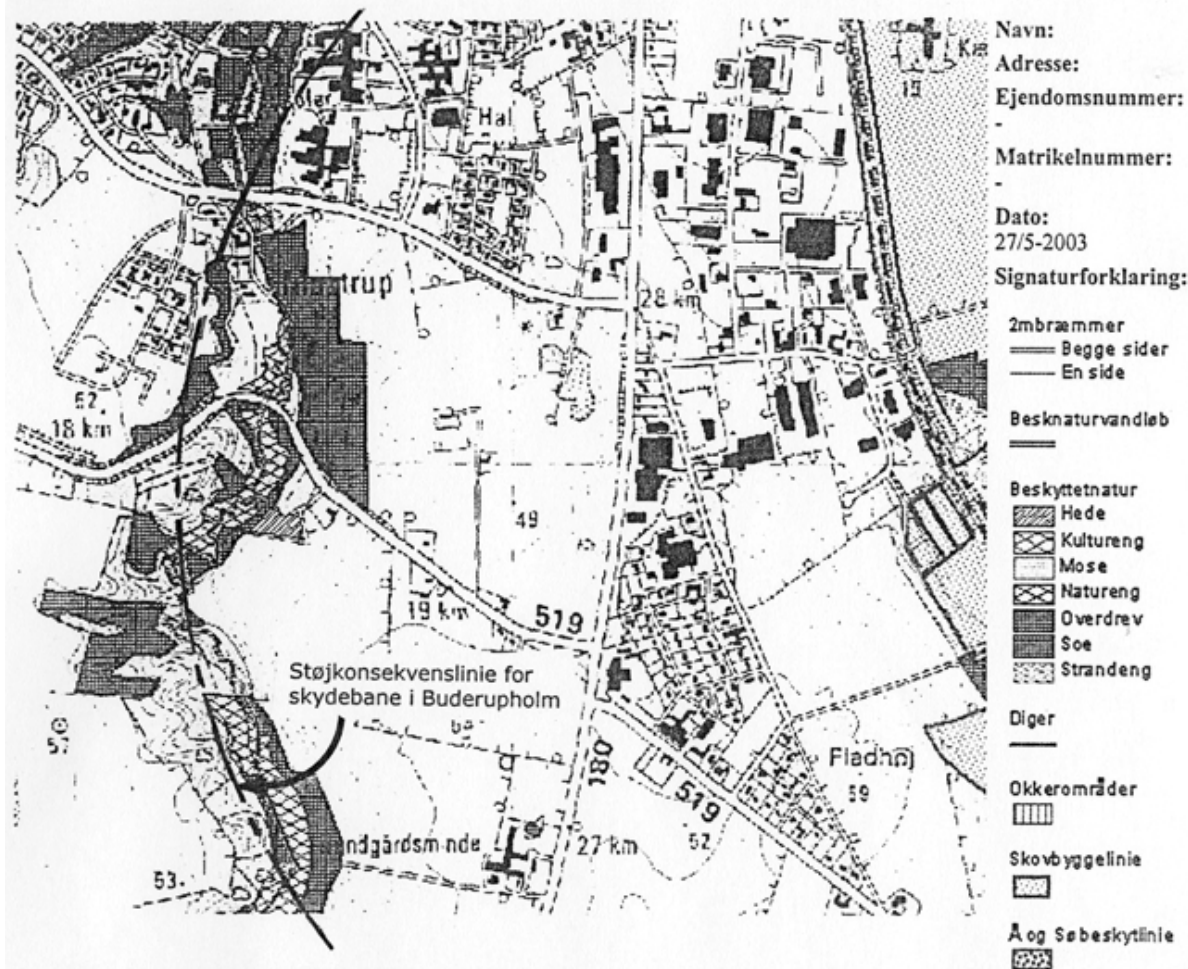 Navn:
Adresse:
Ejendomsnummer:
-
Matrikelnummer:
-
Dato:
27/5-2003
Signaturforklaring:
2mbræmmer
Begge sider
En side
Besknaturvandløb
Beskyttetnatur
Hede
Kultureng
Mose
Natureng
Overdrev
Soe
Strandeng
Diger
Okkerområder
Skovbyggelinie
Å og Søbeskytlinie
19
Hal
28 km
62.
18 km
49
19 km
519
Støjkonsekvenslinie for
skydebane i Buderupholm
57
180
Fladhøj
519
59
27 km
52
53.